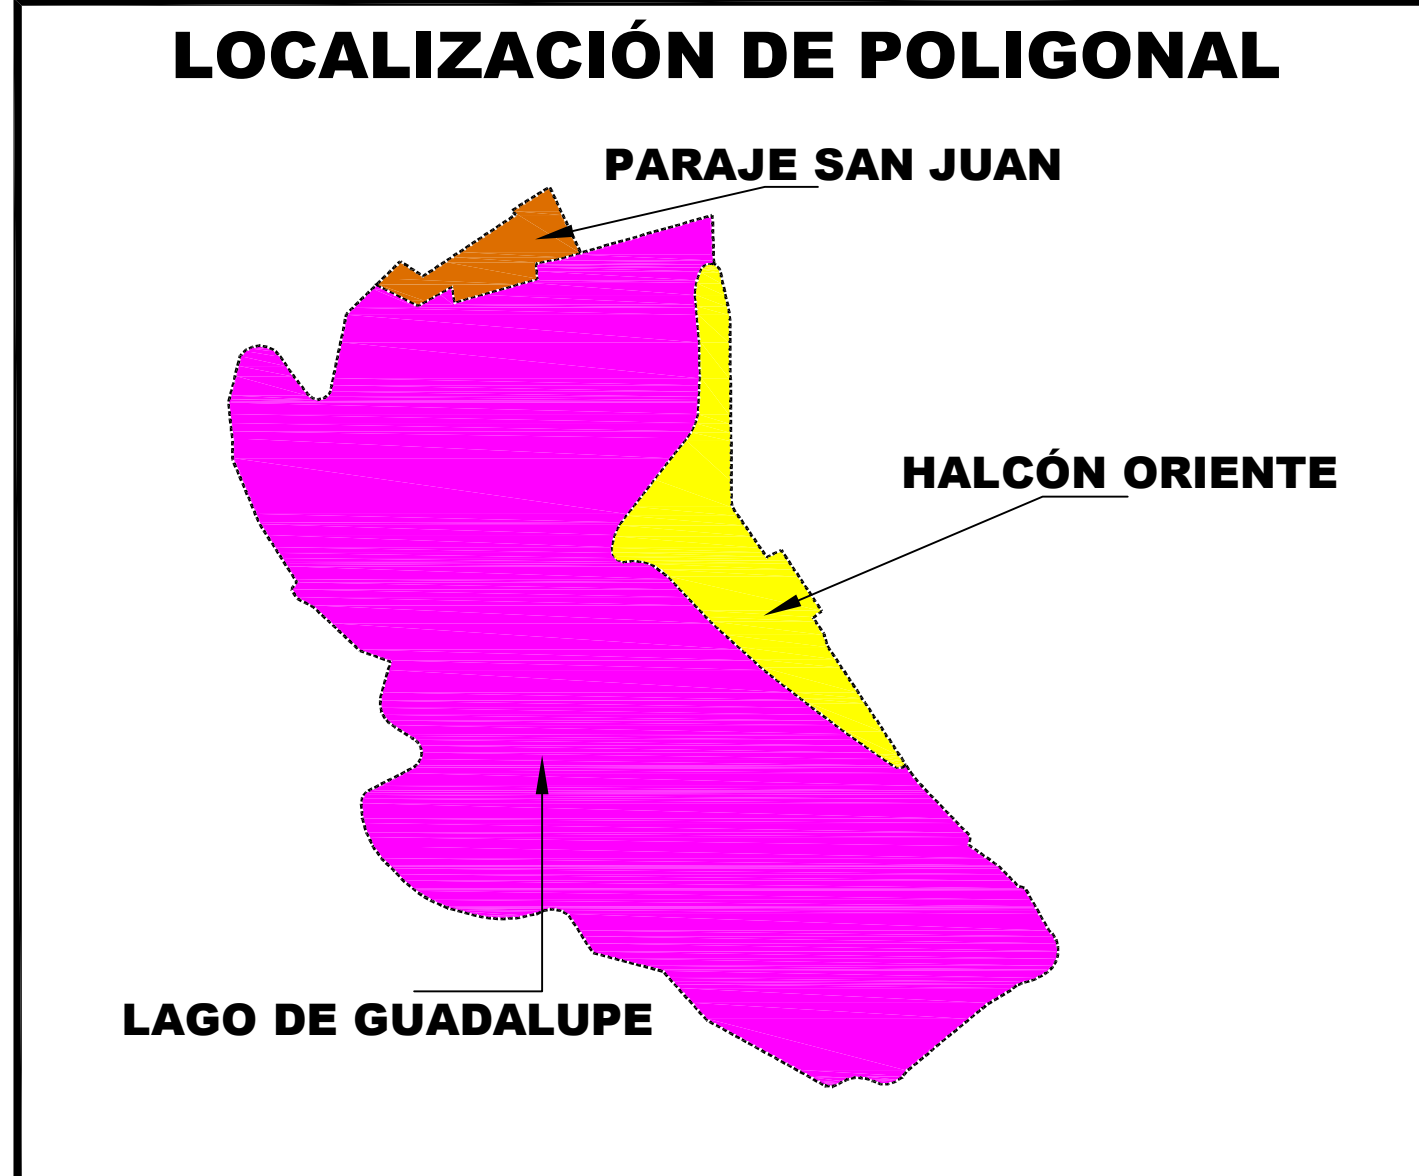 LOCALIZACIÓN DE POLIGONAL
PARAJE SAN JUAN
HALCÓN ORIENTE
LAGO DE GUADALUPE